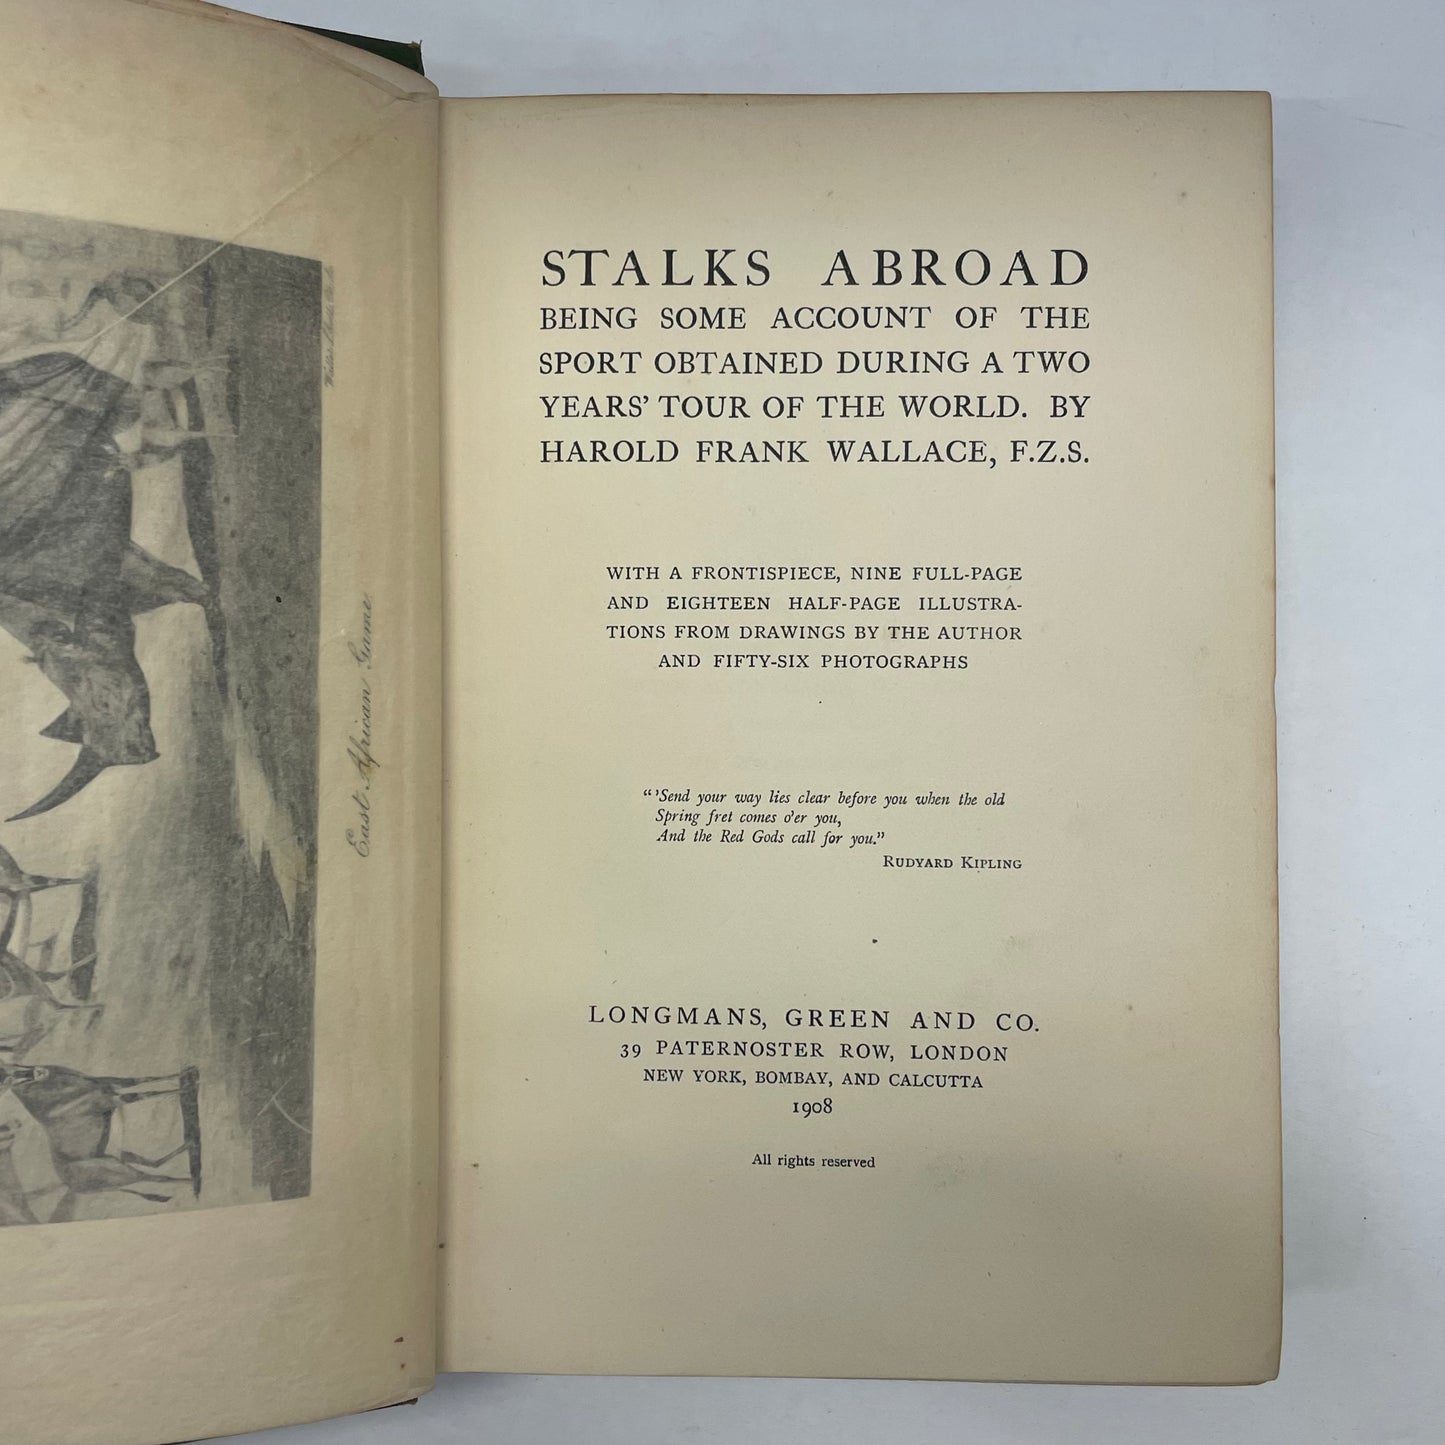 East African Game.
STALKS ABROAD
BEING SOME ACCOUNT OF THE
SPORT OBTAINED DURING A TWO
YEARS' TOUR OF THE WORLD. BY
HAROLD FRANK WALLACE, F.Z.S.
WITH A FRONTISPIECE, NINE FULL-PAGE
AND EIGHTEEN HALF-PAGE ILLUSTRA-
TIONS FROM DRAWINGS BY THE AUTHOR
AND FIFTY-SIX PHOTOGRAPHS
"'Send your way lies clear before you when the old
Spring fret comes o'er you,
And the Red Gods call for you."
RUDYARD KIPLING
LONGMANS, GREEN AND CO.
39 PATERNOSTER ROW, LONDON
NEW YORK, BOMBAY, AND CALCUTTA
1908
All rights reserved